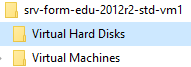 srv-form-edu-2012r2-std-vm1
Virtual Hard Disks
Virtual Machines